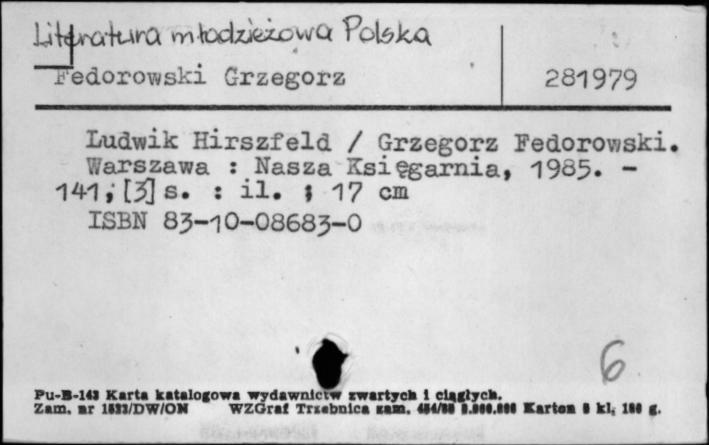 Literatura młodzieżowa Polska
Fedorowski Grzegorz 281979
Ludwik Hirszfeld / Grzegorz Fedorowski.
Warszawa : Nasza Księgarnia, 1985. -
141, [3] s. : il. ; 17 cm
ISBN 83-10-08683-0
6
Pu-B-143 Karta katalogowa wydawnictw zwartych i ciągłych.
Zam. nr /DW/ON WZGraf Trzebnica zam. Karton kl. g.